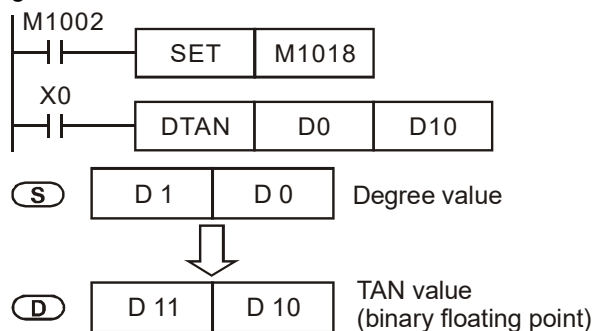 M1002
SET M1018
X0
DTAN D0 D10
S D 1 D 0 Degree value
D D 11 D 10 TAN value
(binary floating point)